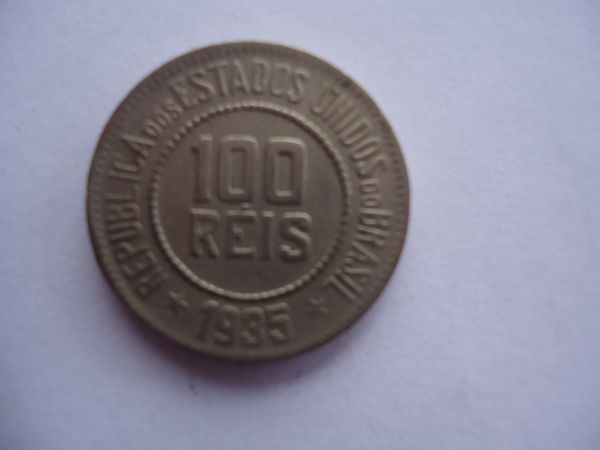 REPUBLICA DOS ESTADOS UNIDOS DO BRASIL
100
RÉIS
1935